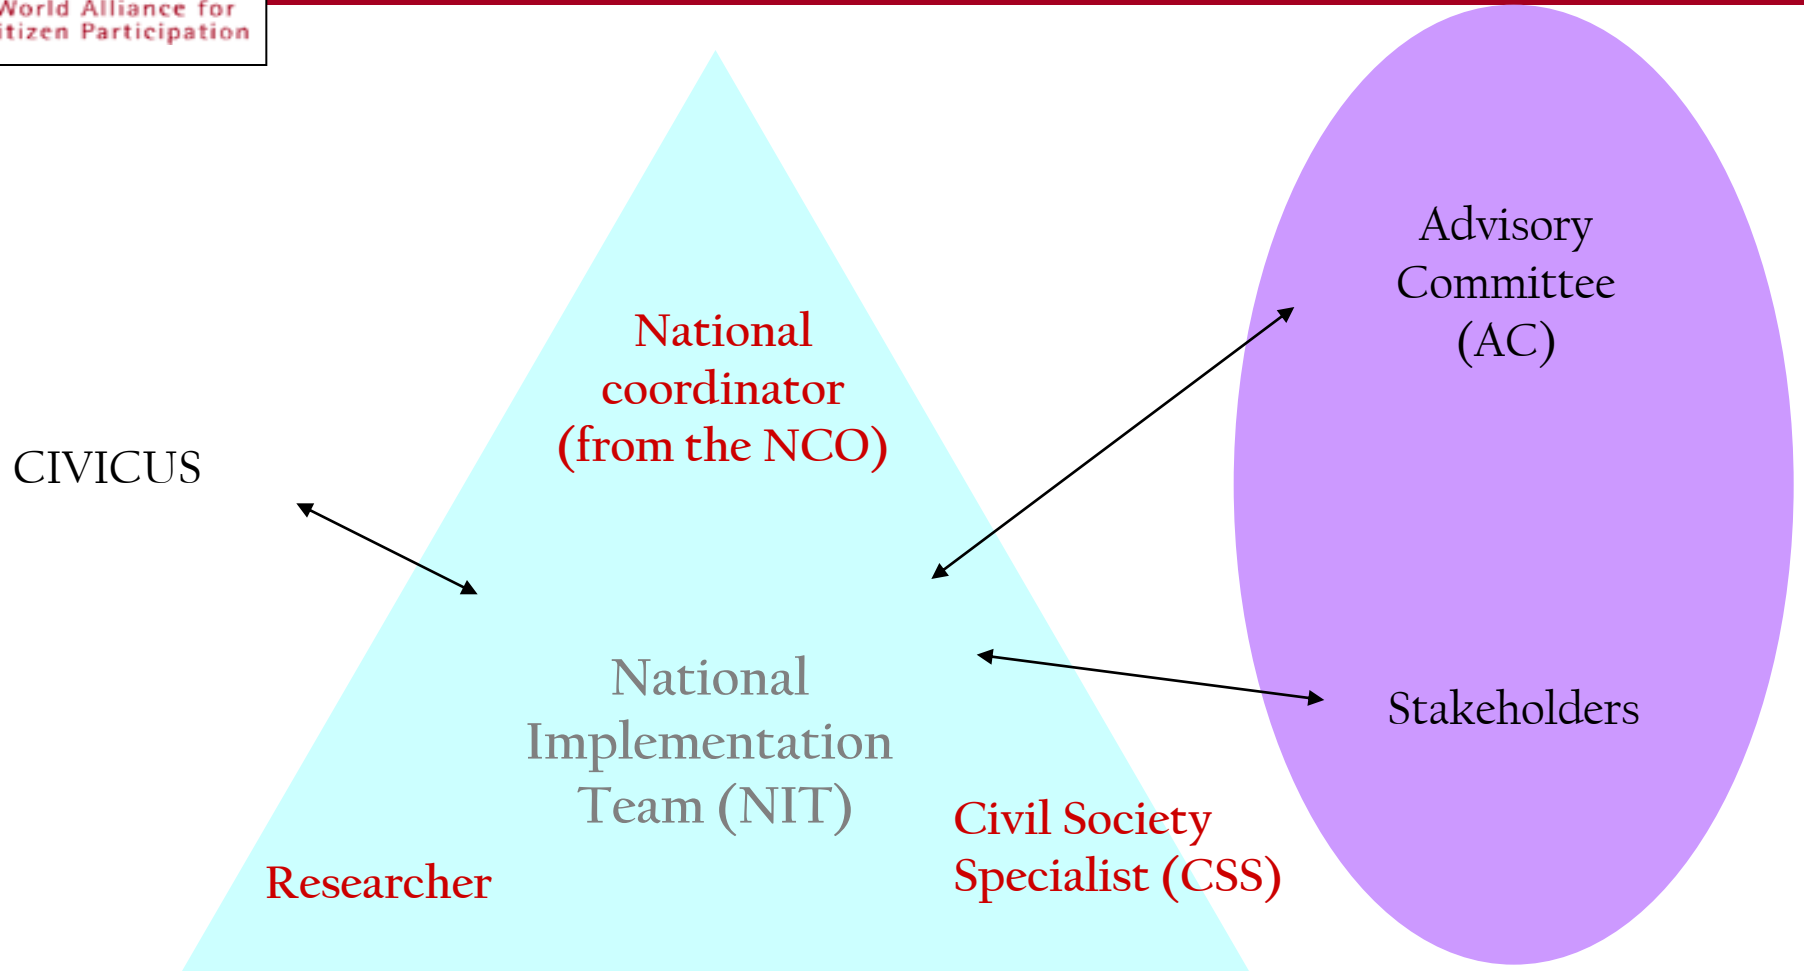 World Alliance for
itizen Participation
National
coordinator
(from the NCO)
CIVICUS
Advisory
Committee
(AC)
National
Implementation
Team (NIT)
Stakeholders
Civil Society
Specialist (CSS)
Researcher